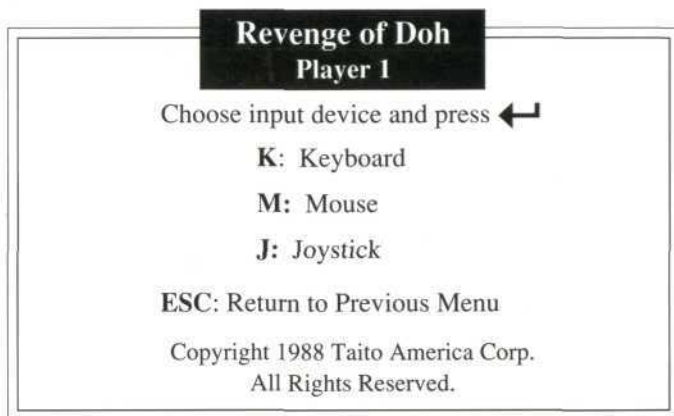 Revenge of Doh
Player 1
Choose input device and press
K: Keyboard
M: Mouse
J: Joystick
ESC: Return to Previous Menu
Copyright 1988 Taito America Corp.
All Rights Reserved.